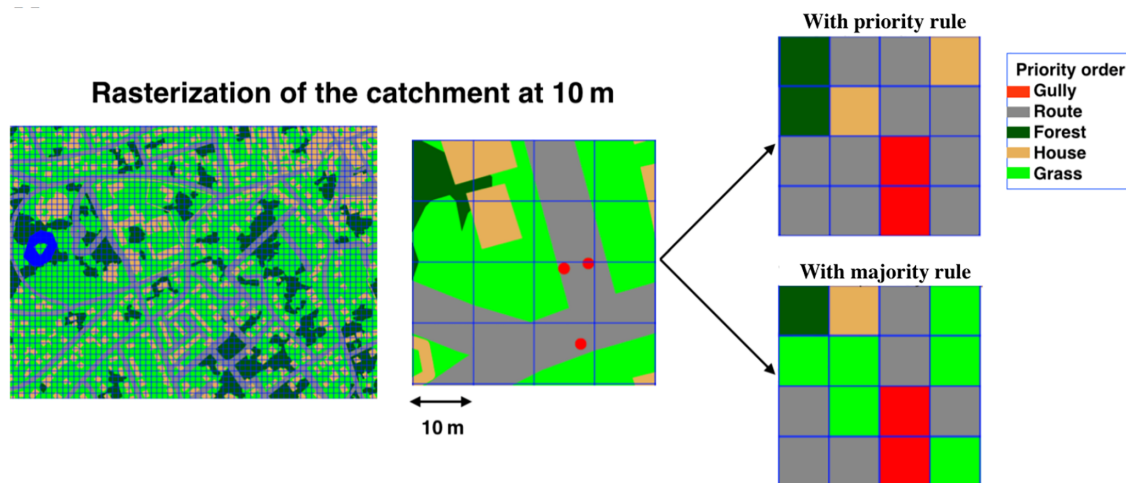 With priority rule
Priority order
Gully
Route
Forest
House
Grass
Rasterization of the catchment at 10 m
10 m
With majority rule